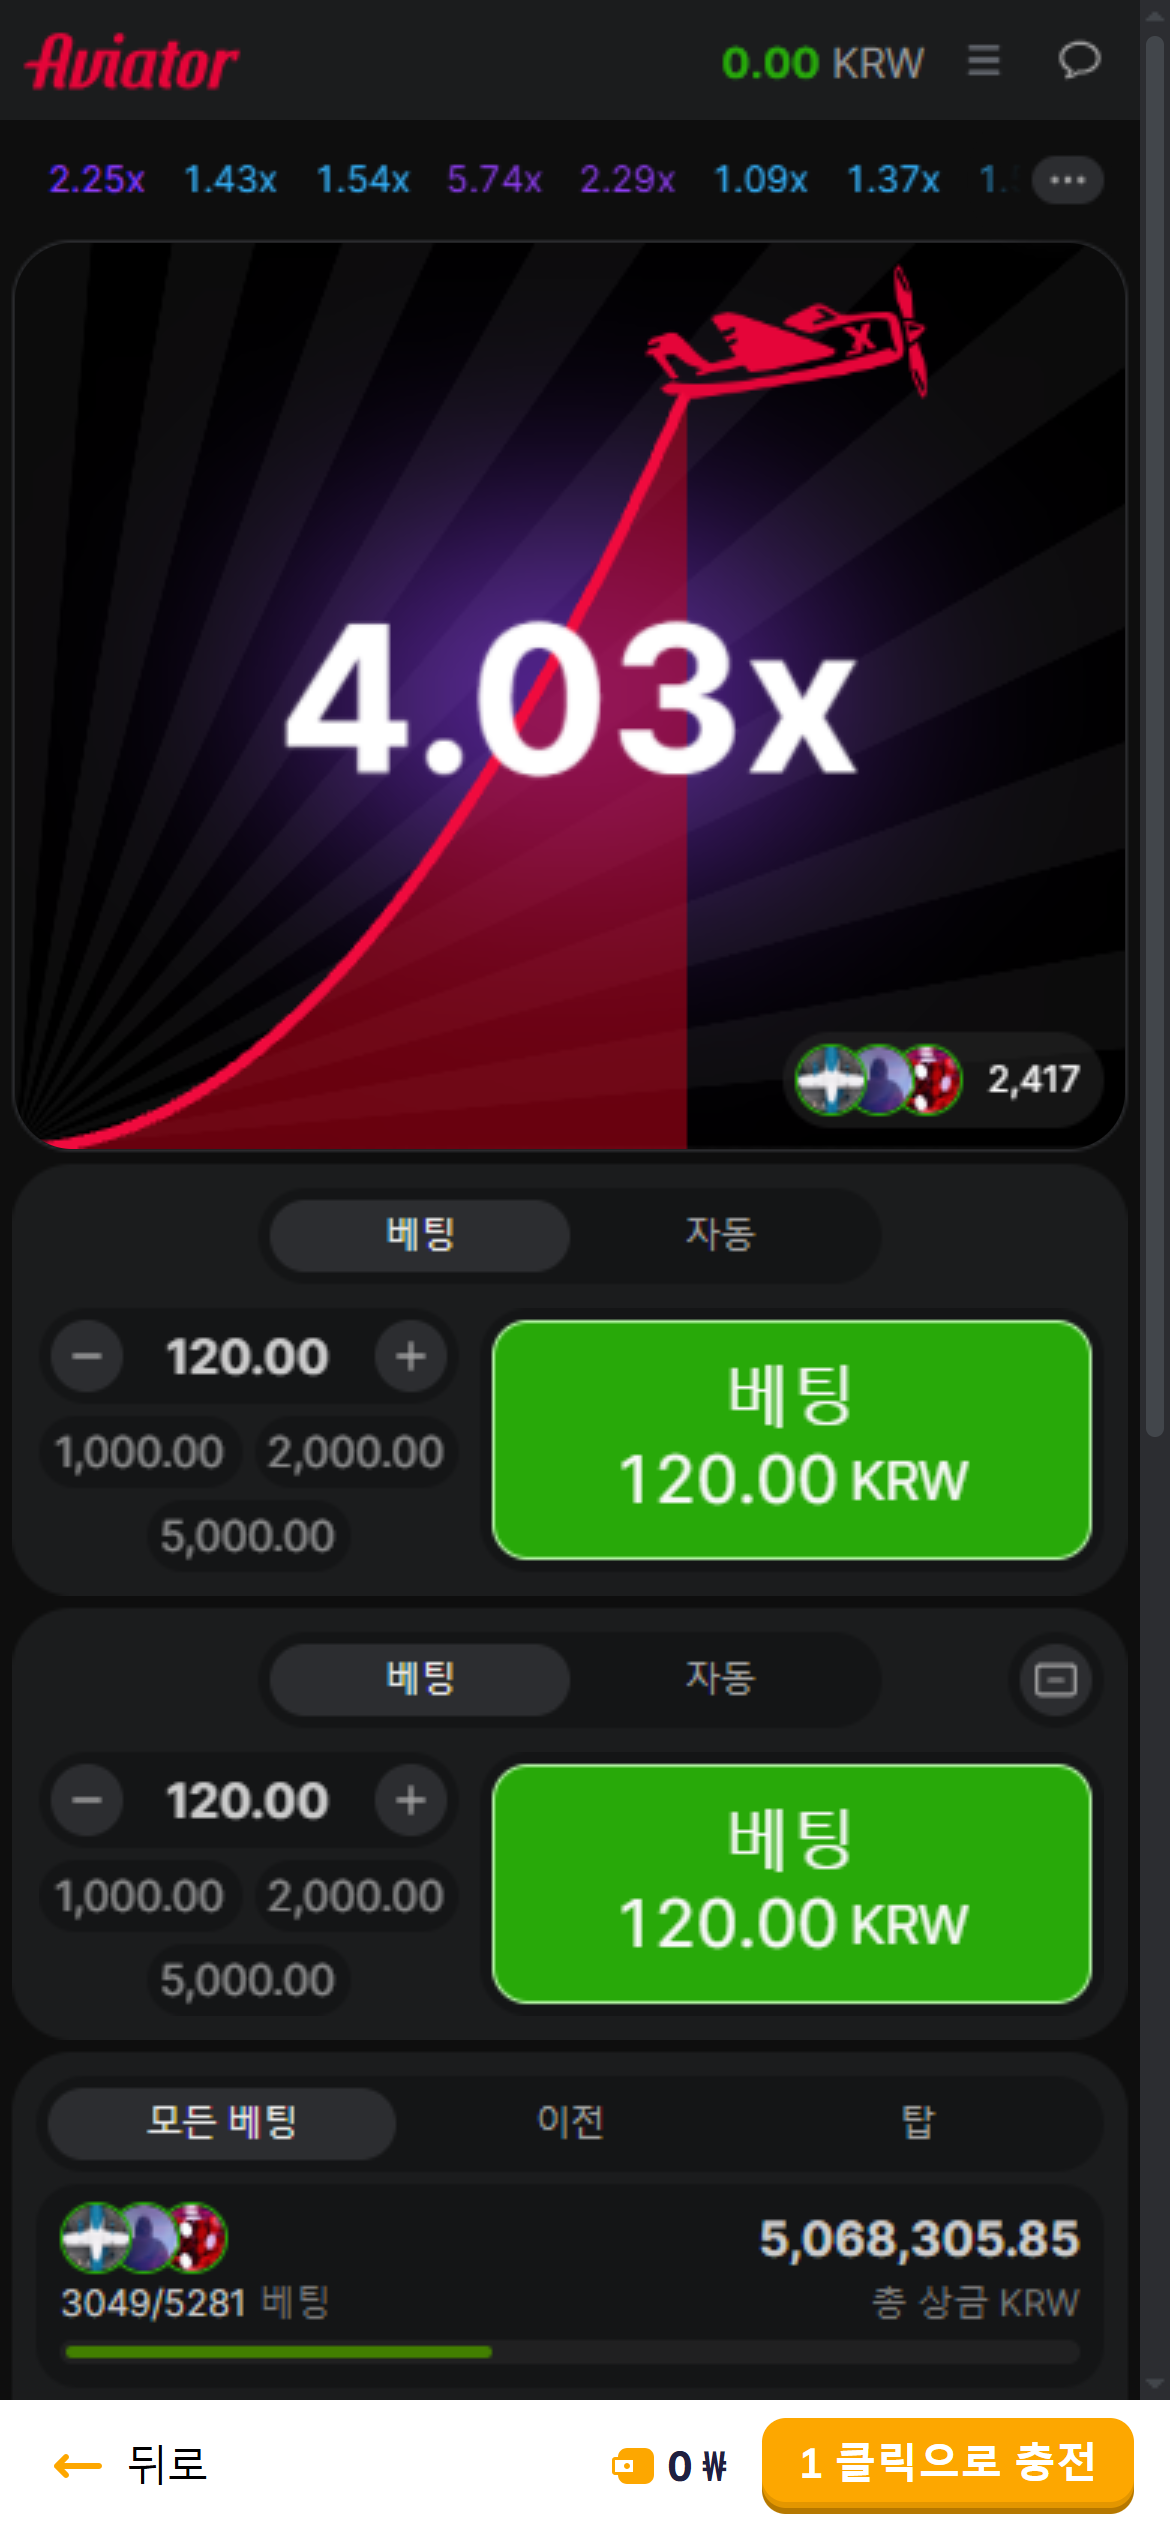 Aviator 0.00 KRW
2.25x 1.43x 1.54x 5.74x 2.29x 1.09x 1.37x
X
4.03x
2,417
베팅 자동
120.00
1,000.00 2,000.00
5,000.00
베팅
120.00 KRW
베팅 자동
120.00
1,000.00 2,000.00
5,000.00
베팅
120.00 KRW
모든 베팅 이전 탑
5,068,305.85
3049/5281 베팅 총 상금 KRW
뒤로 0 ₩ 1 클릭으로 충전